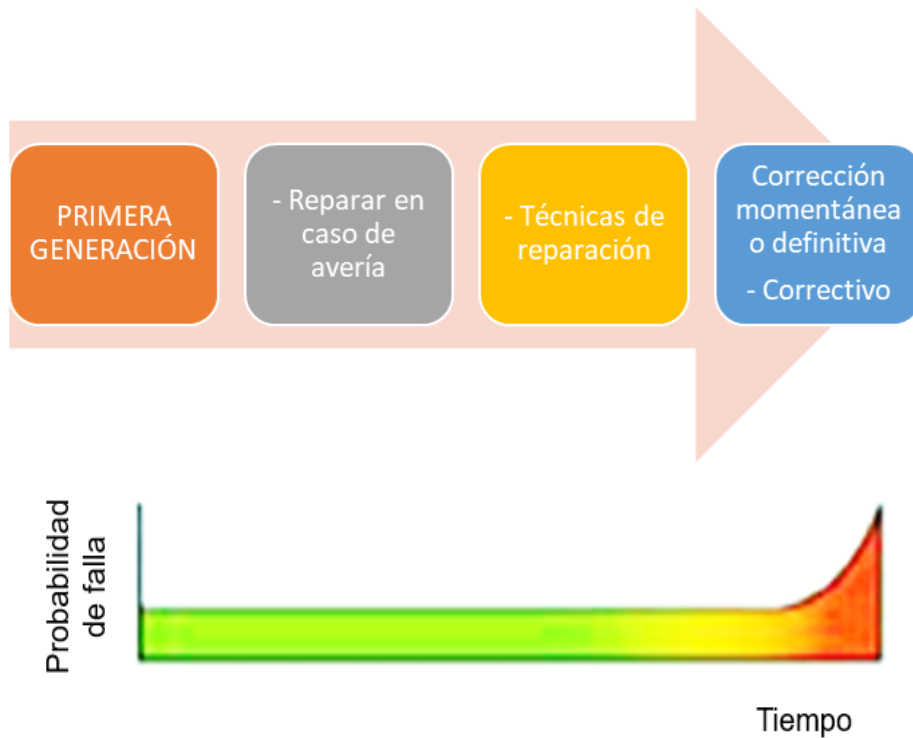 PRIMERA
GENERACIÓN
- Reparar en
caso de
avería
- Técnicas de
reparación
Corrección
momentánea
o definitiva
- Correctivo
Probabilidad
de falla
Tiempo